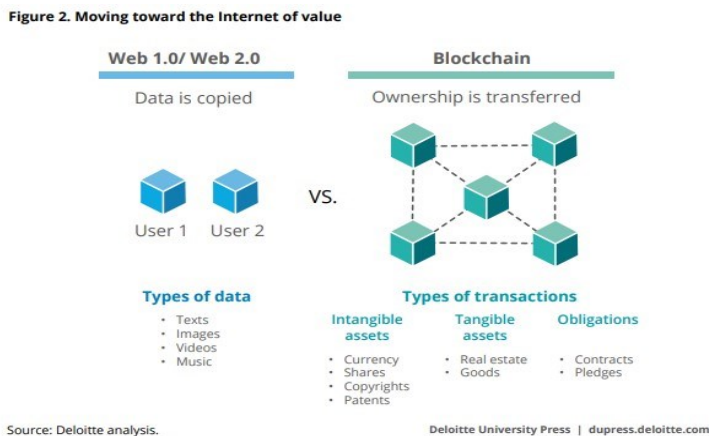 Figure 2. Moving toward the Internet of value
Web 1.0/ Web 2.0
Data is copied
User 1 User 2
Types of data
• Texts
• Images
• Videos
• Music
VS.
Blockchain
Ownership is transferred
Types of transactions
Intangible
assets
• Currency
• Shares
• Copyrights
• Patents
Tangible
assets
• Real estate
• Goods
Obligations
• Contracts
• Pledges
Source: Deloitte analysis.
Deloitte University Press | dupress.deloitte.com